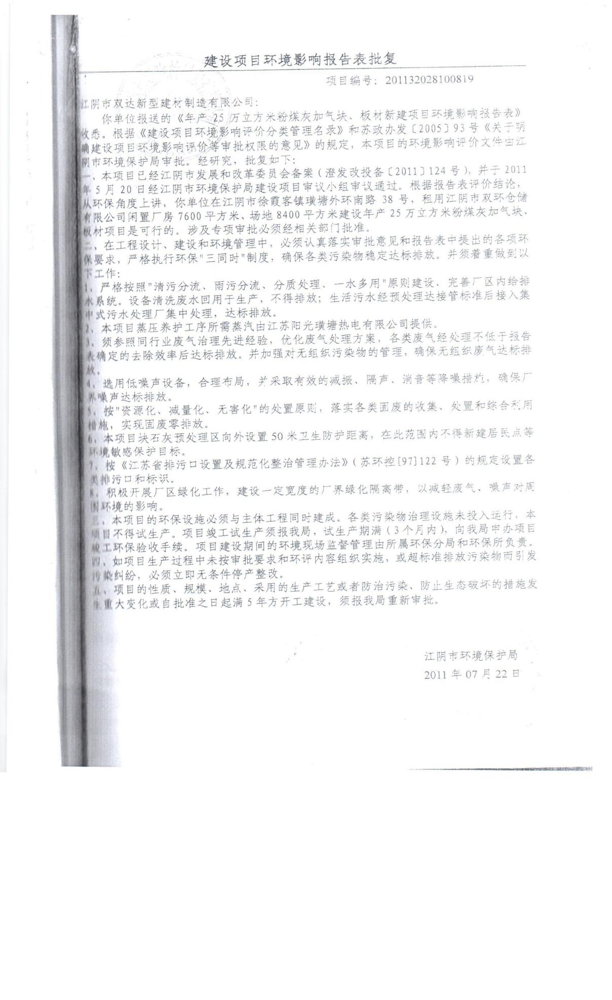 建设项目环境影响报告表批复
项目编号：201132028100819
江阴市双达新型建材制造有限公司：
你单位报送的《年产 25 万立方米粉煤灰加气块、板材新建项目环境影响报告表》
收悉。根据《建设项目环境影响评价分类管理名录》和苏政办发〔2005〕93 号《关于明
确建设项目环境影响评价等审批权限的意见》的规定，本项目的环境影响评价文件由江
阴市环境保护局审批。经研究，批复如下：
一、本项目已经江阴市发展和改革委员会备案（澄发改投备〔2011〕124 号），并于 2011
年 5 月 20 日经江阴市环境保护局建设项目审议小组审议通过。根据报告表评价结论，
从环保角度上讲，你单位在江阴市徐霞客镇璜塘外环南路 38 号，租用江阴市双环仓储
有限公司闲置厂房 7600 平方米、场地 8400 平方米建设年产 25 万立方米粉煤灰加气块、
板材项目是可行的。涉及专项审批必须经相关部门批准。
二、在工程设计、建设和环境管理中，必须认真落实审批意见和报告表中提出的各项环
保要求，严格执行环保"三同时"制度，确保各类污染物稳定达标排放。并须着重做到以
下工作：
1、严格按照"清污分流、雨污分流、分质处理、一水多用"原则建设、完善厂区内给排
水系统。设备清洗废水回用于生产，不得排放；生活污水经预处理达接管标准后接入集
中式污水处理厂集中处理，达标排放。
2、本项目蒸压养护工序所需蒸汽由江苏阳光璜塘热电有限公司提供。
3、须参照同行业废气治理先进经验，优化废气处理方案，各类废气经处理不低于报告
表确定的去除效率后达标排放。并加强对无组织污染物的管理，确保无组织废气达标排
放。
4、选用低噪声设备，合理布局，并采取有效的减振、隔声、消音等降噪措施，确保厂
界噪声达标排放。
5、按"资源化、减量化、无害化"的处置原则，落实各类固废的收集、处置和综合利用
措施，实现固废零排放。
6、本项目块石灰预处理区向外设置 50 米卫生防护距离，在此范围内不得新建居民点等
环境敏感保护目标。
7、按《江苏省排污口设置及规范化整治管理办法》（苏环控[97]122 号）的规定设置各
类排污口和标识。
8、积极开展厂区绿化工作，建设一定宽度的厂界绿化隔离带，以减轻废气、噪声对周
围环境的影响。
三、本项目的环保设施必须与主体工程同时建成。各类污染物治理设施未投入运行，本
项目不得试生产。项目竣工试生产须报我局，试生产期满（3 个月内），向我局申办项目
竣工环保验收手续。项目建设期间的环境现场监督管理由所属环保分局和环保所负责。
四、如项目生产过程中未按审批要求和环评内容组织实施，或超标准排放污染物而引发
污染纠纷，必须立即无条件停产整改。
五、项目的性质、规模、地点、采用的生产工艺或者防治污染、防止生态破坏的措施发
生重大变化或自批准之日起满 5 年方开工建设，须报我局重新审批。
江阴市环境保护局
2011 年 07 月 22 日